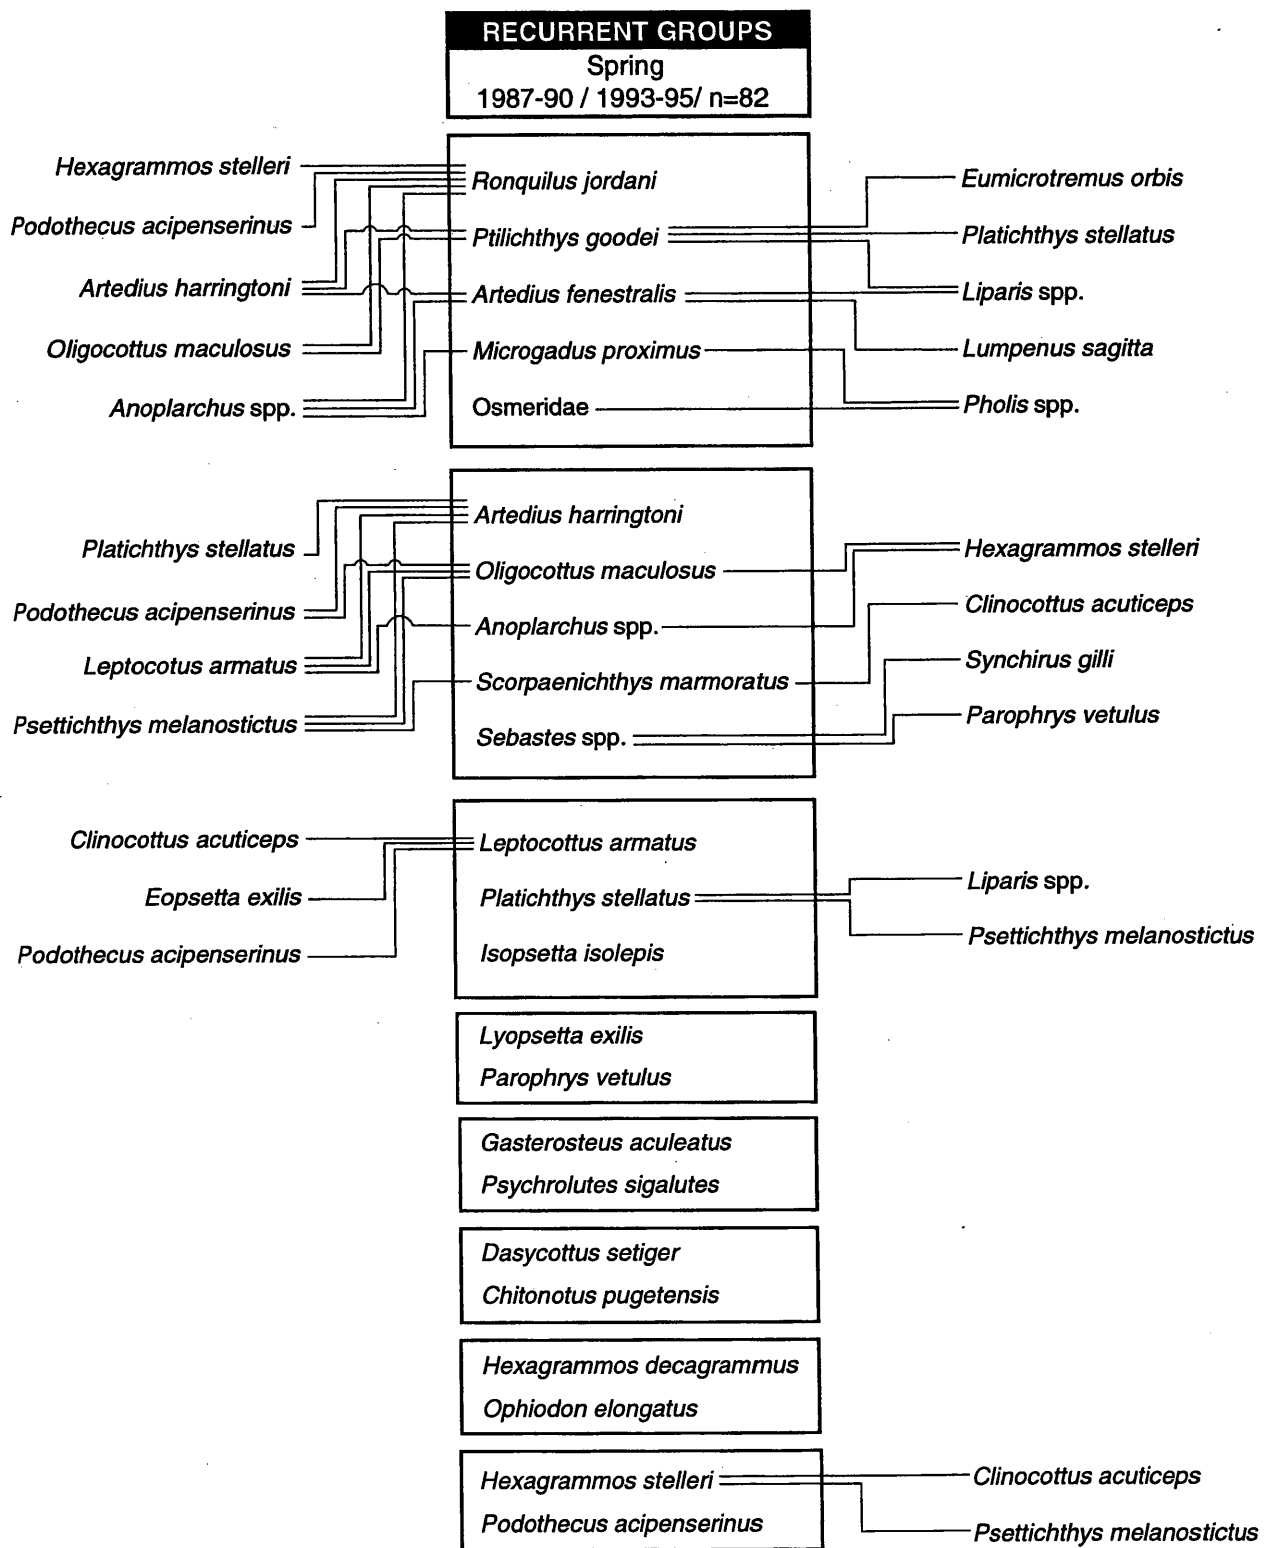 RECURRENT GROUPS
Spring
1987-90 / 1993-95/ n=82
Hexagrammos stelleri
Podothecus acipenserinus
Artedius harringtoni
Oligocottus maculosus
Anoplarchus spp.
Ronquilus jordani
Ptilichthys goodei
Artedius fenestralis
Microgadus proximus
Osmeridae
Eumicrotremus orbis
Platichthys stellatus
Liparis spp.
Lumpenus sagitta
Pholis spp.
Platichthys stellatus
Podothecus acipenserinus
Leptocotus armatus
Psettichthys melanostictus
Artedius harringtoni
Oligocottus maculosus
Anoplarchus spp.
Scorpaenichthys marmoratus
Sebastes spp.
Hexagrammos stelleri
Clinocottus acuticeps
Synchirus gilli
Parophrys vetulus
Clinocottus acuticeps
Eopsetta exilis
Podothecus acipenserinus
Leptocottus armatus
Platichthys stellatus
Isopsetta isolepis
Liparis spp.
Psettichthys melanostictus
Lyopsetta exilis
Parophrys vetulus
Gasterosteus aculeatus
Psychrolutes sigalutes
Dasycottus setiger
Chitonotus pugetensis
Hexagrammos decagrammus
Ophiodon elongatus
Hexagrammos stelleri
Podothecus acipenserinus
Clinocottus acuticeps
Psettichthys melanostictus